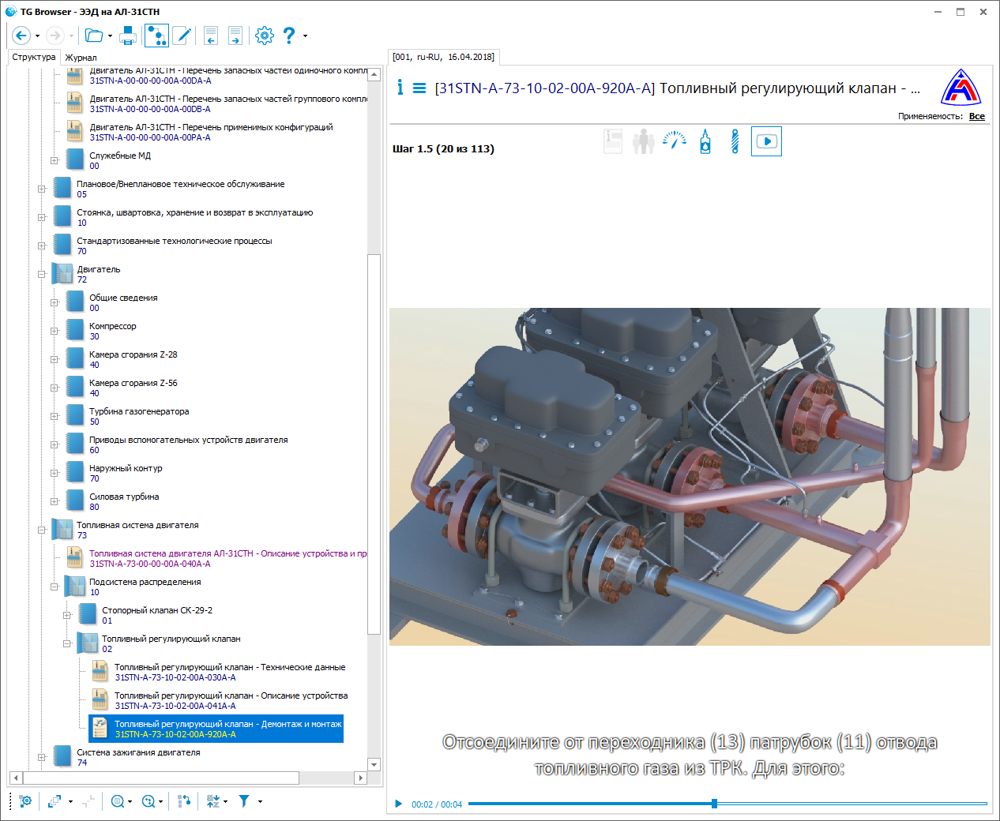 TG Browser - ЭЭД на АЛ-31СТН
Структура
Журнал
Двигатель АЛ-31СТН - Перечень запасных частей одиночного компл
31STN-A-00-00-00-00A-00DA-A
Двигатель АЛ-31СТН - Перечень запасных частей группового компле
31STN-A-00-00-00-00A-00DB-A
Двигатель АЛ-31СТН - Перечень применимых конфигураций
31STN-A-00-00-00-00A-00PA-A
Служебные МД
00
Плановое/Внеплановое техническое обслуживание
05
Стоянка, швартовка, хранение и возврат в эксплуатацию
10
Стандартизованные технологические процессы
70
Двигатель
72
Общие сведения
00
Компрессор
30
Камера сгорания Z-28
40
Камера сгорания Z-56
40
Турбина газогенератора
50
Приводы вспомогательных устройств двигателя
60
Наружный контур
70
Силовая турбина
80
Топливная система двигателя
73
Топливная система двигателя АЛ-31СТН - Описание устройства и пр
31STN-A-73-00-00-00A-040A-A
Подсистема распределения
10
Стопорный клапан СК-29-2
01
Топливный регулирующий клапан
02
Топливный регулирующий клапан - Технические данные
31STN-A-73-10-02-00A-030A-A
Топливный регулирующий клапан - Описание устройства
31STN-A-73-10-02-00A-041A-A
Топливный регулирующий клапан - Демонтаж и монтаж
31STN-A-73-10-02-00A-920A-A
Система зажигания двигателя
74
[001, ru-RU, 16.04.2018]
[31STN-A-73-10-02-00A-920A-A] Топливный регулирующий клапан - ...
Применяемость: Все
Шаг 1.5 (20 из 113)
Отсоедините от переходника (13) патрубок (11) отвода
топливного газа из ТРК. Для этого:
00:02 / 00:04